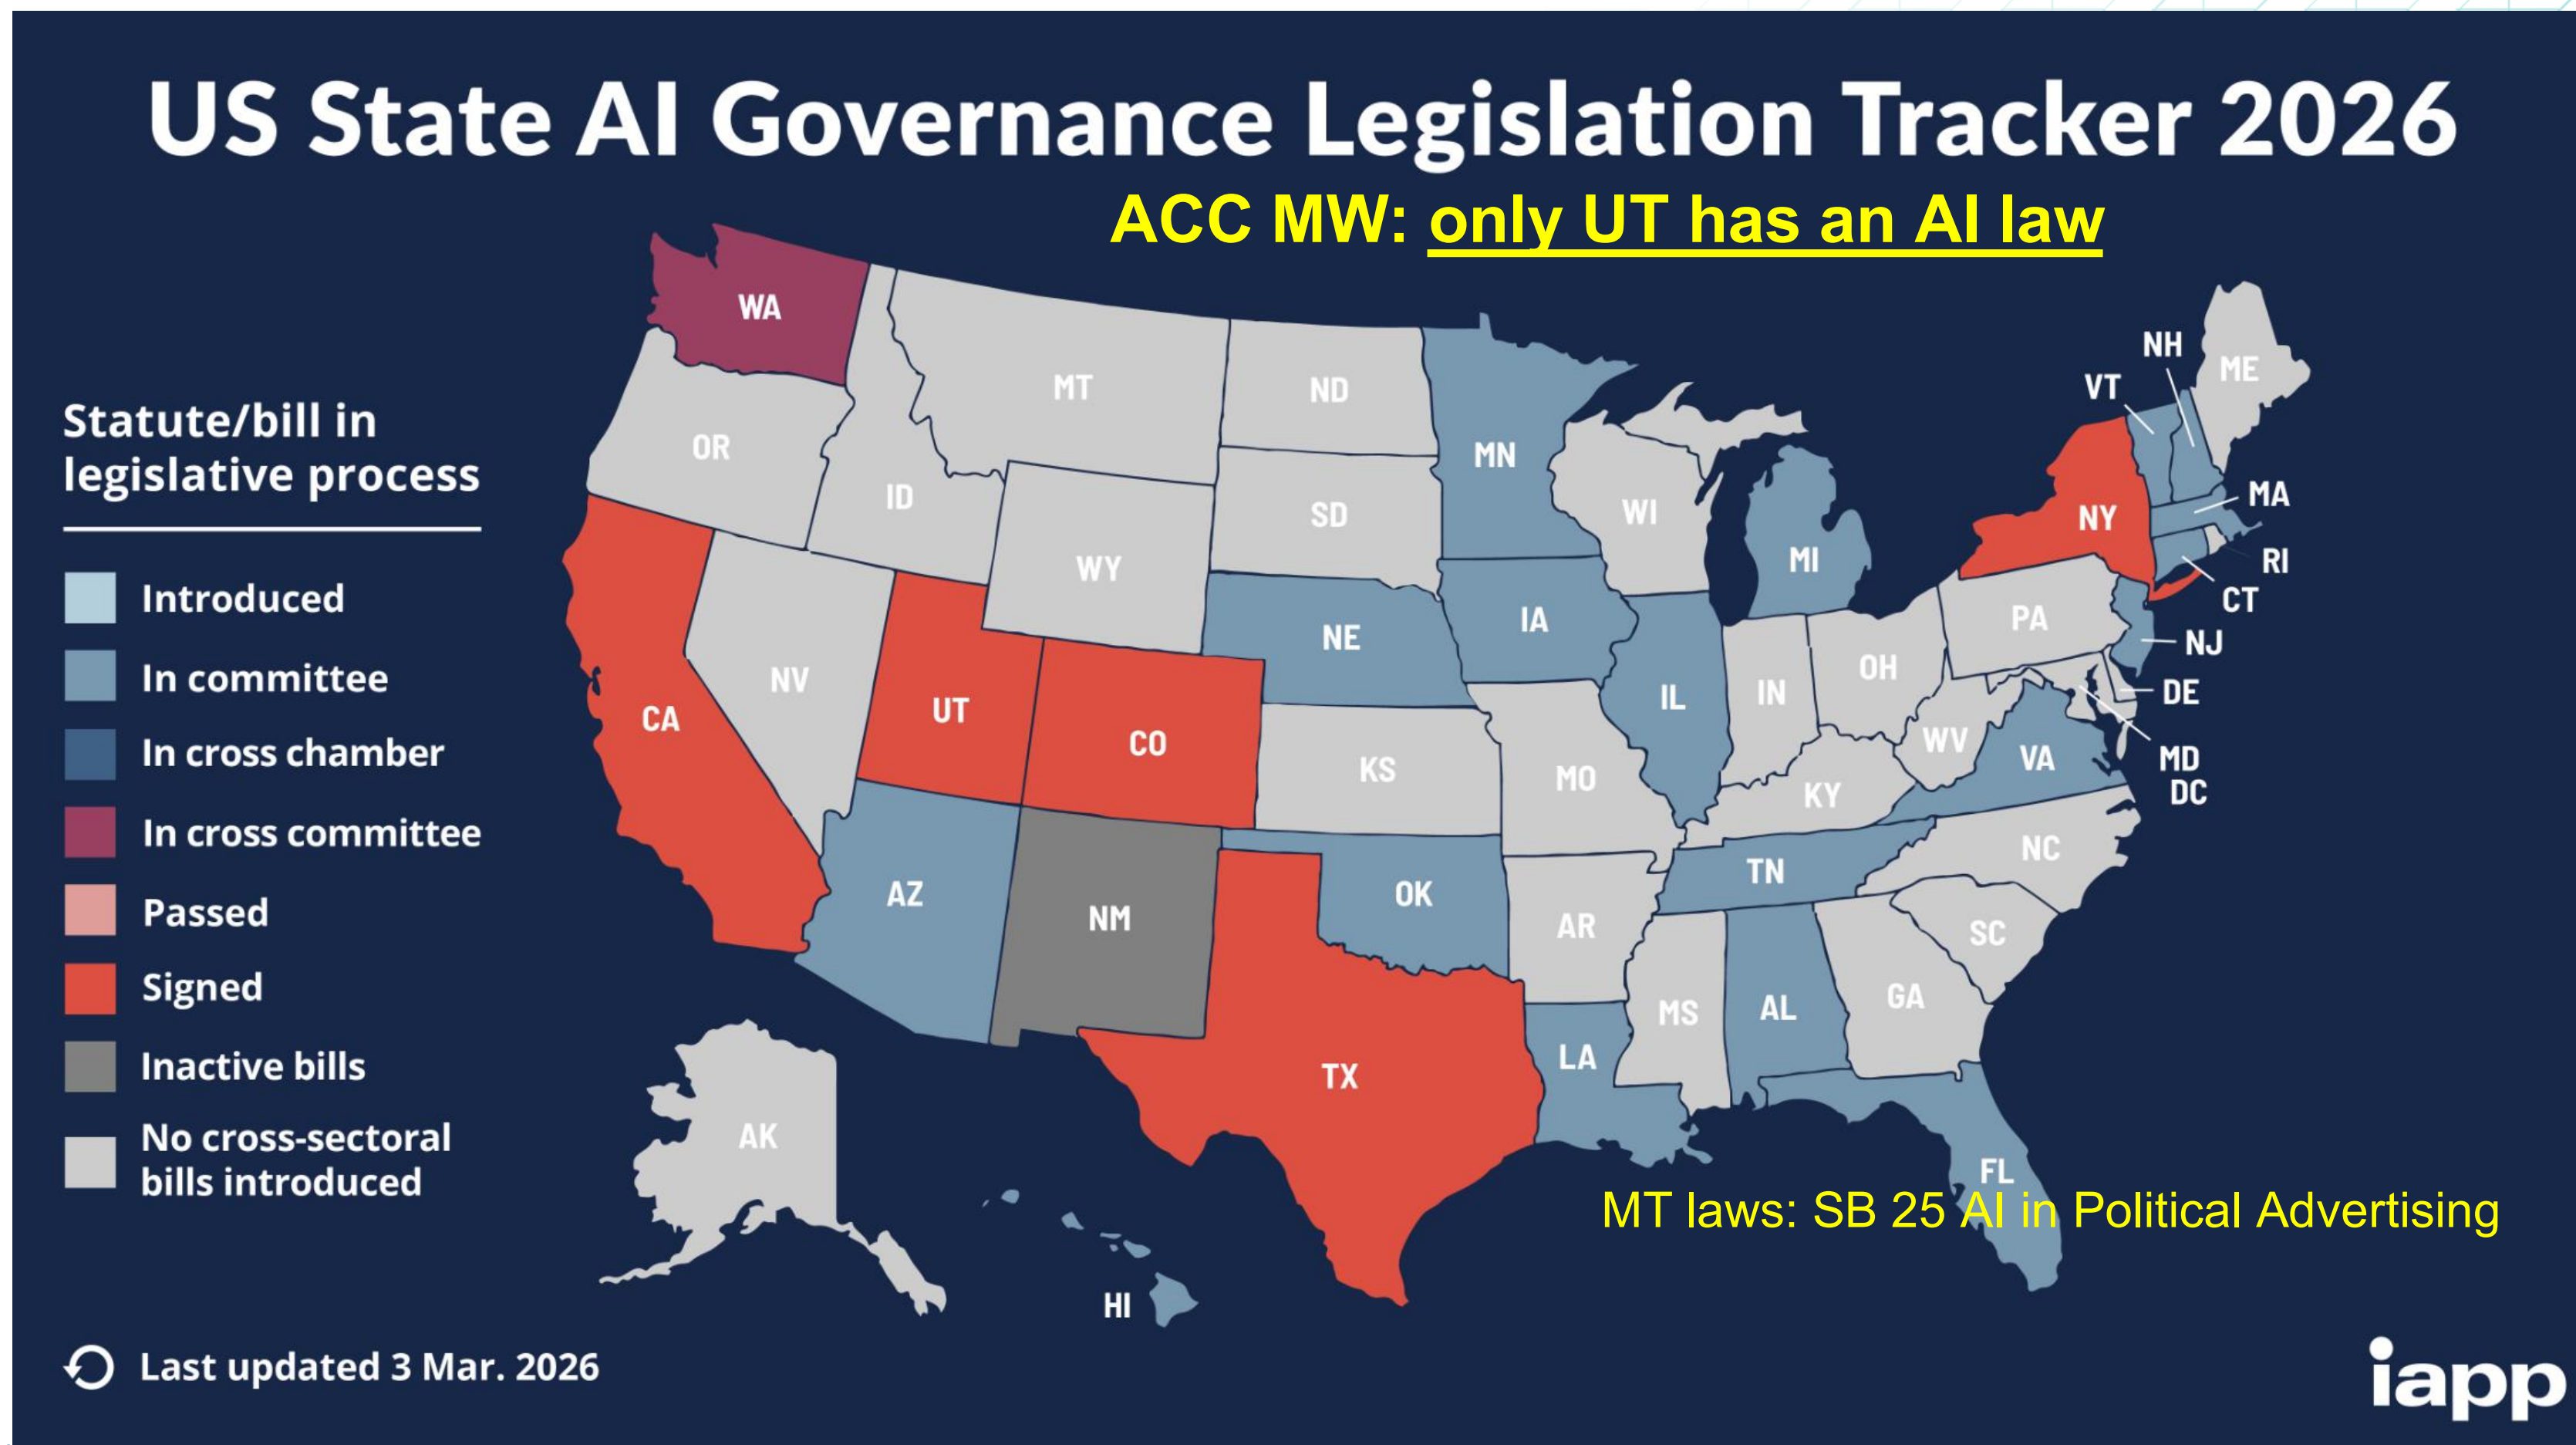 US State AI Governance Legislation Tracker 2026
ACC MW: only UT has an AI law
Statute/bill in
legislative process
Introduced
In committee
In cross chamber
In cross committee
Passed
Signed
Inactive bills
No cross-sectoral
bills introduced
WA
OR
ID
MT
WY
ND
SD
NE
KS
CA
NV
UT
CO
AZ
NM
TX
OK
MN
IA
MO
AR
LA
WI
IL
MI
IN
OH
KY
TN
MS
AL
GA
FL
SC
NC
VA
WV
PA
NY
VT
NH
ME
MA
RI
CT
NJ
DE
MD
DC
AK
HI
MT laws: SB 25 AI in Political Advertising
Last updated 3 Mar. 2026
iapp